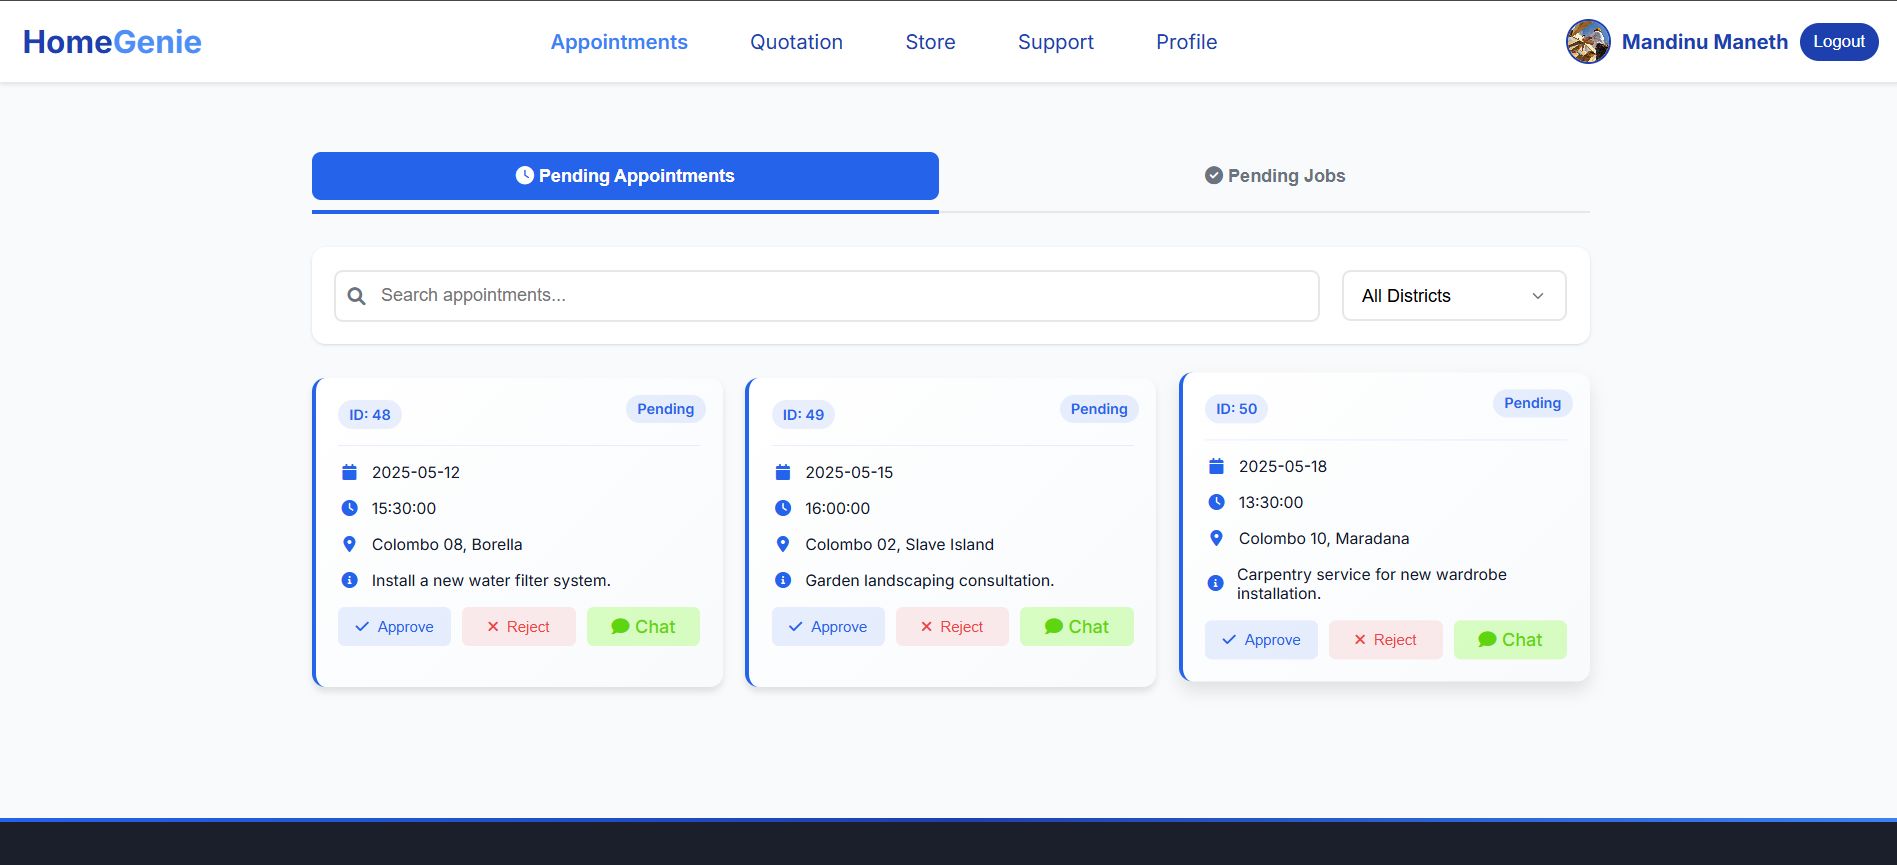 HomeGenie
Appointments
Quotation
Store
Support
Profile
Mandinu Maneth
Logout
Pending Appointments
Pending Jobs
Search appointments...
All Districts
ID: 48
Pending
2025-05-12
15:30:00
Colombo 08, Borella
Install a new water filter system.
Approve
Reject
Chat
ID: 49
Pending
2025-05-15
16:00:00
Colombo 02, Slave Island
Garden landscaping consultation.
Approve
Reject
Chat
ID: 50
Pending
2025-05-18
13:30:00
Colombo 10, Maradana
Carpentry service for new wardrobe
installation.
Approve
Reject
Chat